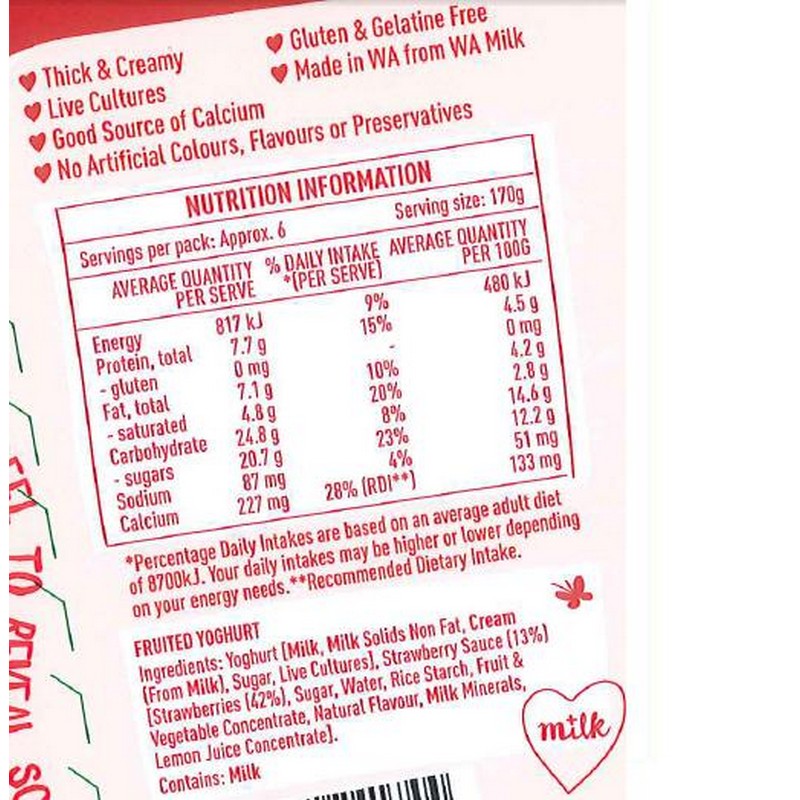 Thick & Creamy
Live Cultures
Good Source of Calcium
No Artificial Colours, Flavours or Preservatives
Gluten & Gelatine Free
Made in WA from WA Milk
NUTRITION INFORMATION
Servings per pack: Approx. 6 Serving size: 170g
AVERAGE QUANTITY PER SERVE % DAILY INTAKE *(PER SERVE) AVERAGE QUANTITY PER 100G
Energy 817 kJ 9% 480 kJ
Protein, total 7.7 g 15% 4.5 g
- gluten 0 mg - 0 mg
Fat, total 7.1 g 10% 4.2 g
- saturated 4.8 g 20% 2.8 g
Carbohydrate 24.8 g 8% 14.6 g
- sugars 20.7 g 23% 12.2 g
Sodium 87 mg 4% 51 mg
Calcium 227 mg 28% (RDI**) 133 mg
*Percentage Daily Intakes are based on an average adult diet
of 8700kJ. Your daily intakes may be higher or lower depending
on your energy needs.**Recommended Dietary Intake.
FRUITED YOGHURT
Ingredients: Yoghurt [Milk, Milk Solids Non Fat, Cream
(From Milk), Sugar, Live Cultures], Strawberry Sauce (13%)
[Strawberries (42%), Sugar, Water, Rice Starch, Fruit &
Vegetable Concentrate, Natural Flavour, Milk Minerals,
Lemon Juice Concentrate].
Contains: Milk
milk
TO REVEAL SO